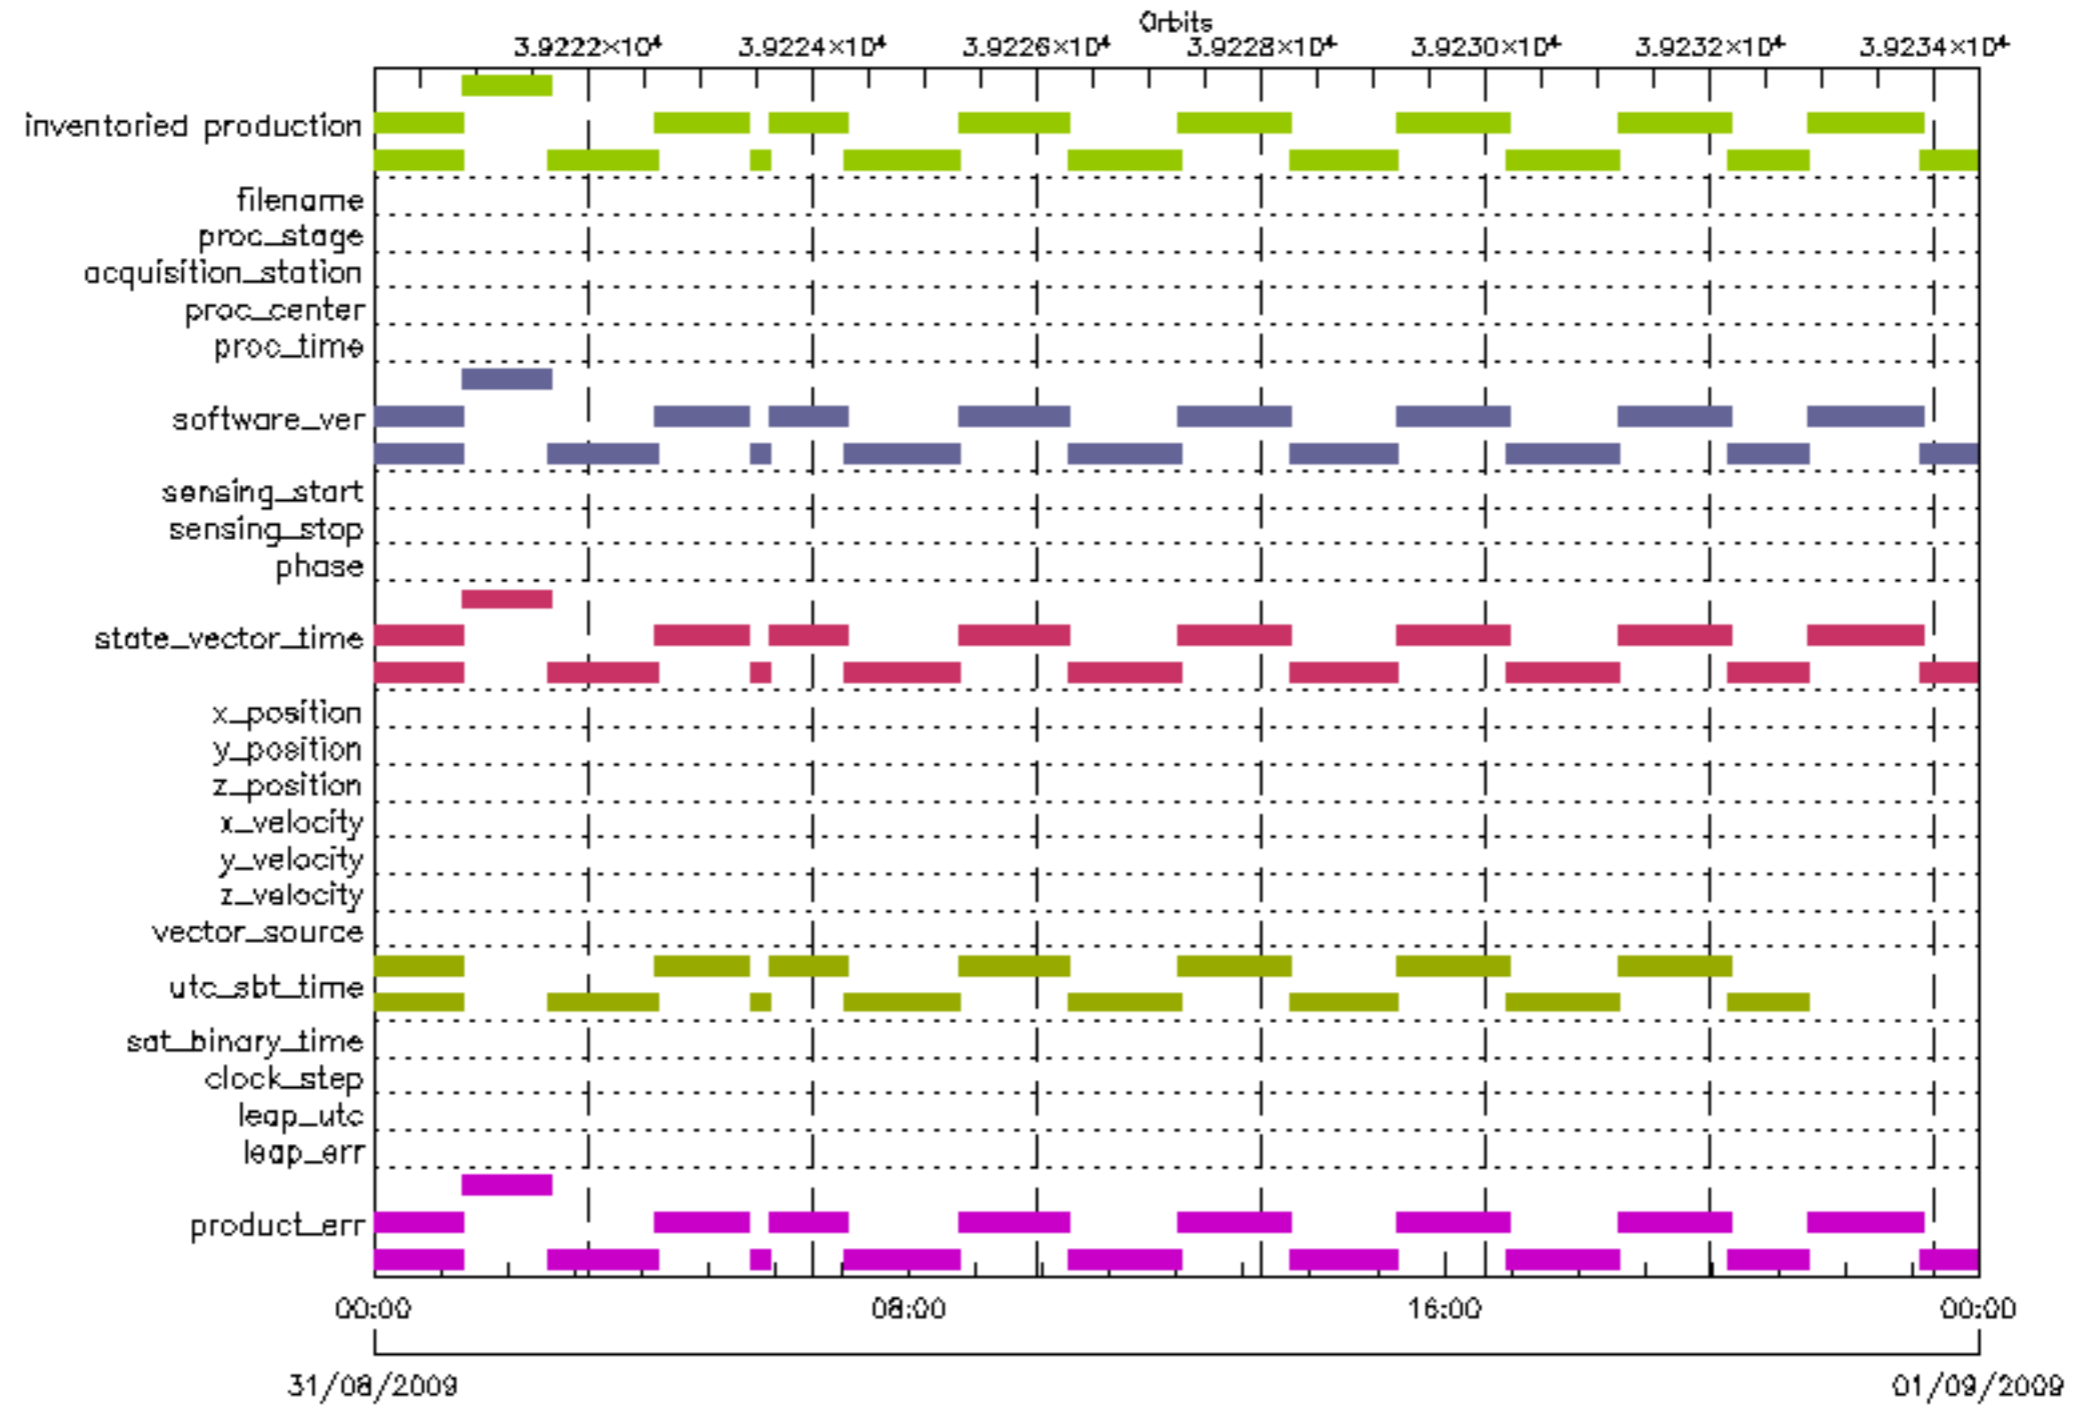 Orbits
3.9222×10⁴ 3.9224×10⁴ 3.9226×10⁴ 3.9228×10⁴ 3.9230×10⁴ 3.9232×10⁴ 3.9234×10⁴
inventoried production
filename
proc_stage
acquisition_station
proc_center
proc_time
software_ver
sensing_start
sensing_stop
phase
state_vector_time
x_position
y_position
z_position
x_velocity
y_velocity
z_velocity
vector_source
utc_sbt_time
sat_binary_time
clock_step
leap_utc
leap_err
product_err
00:00 08:00 16:00 00:00
31/08/2009 01/09/2009